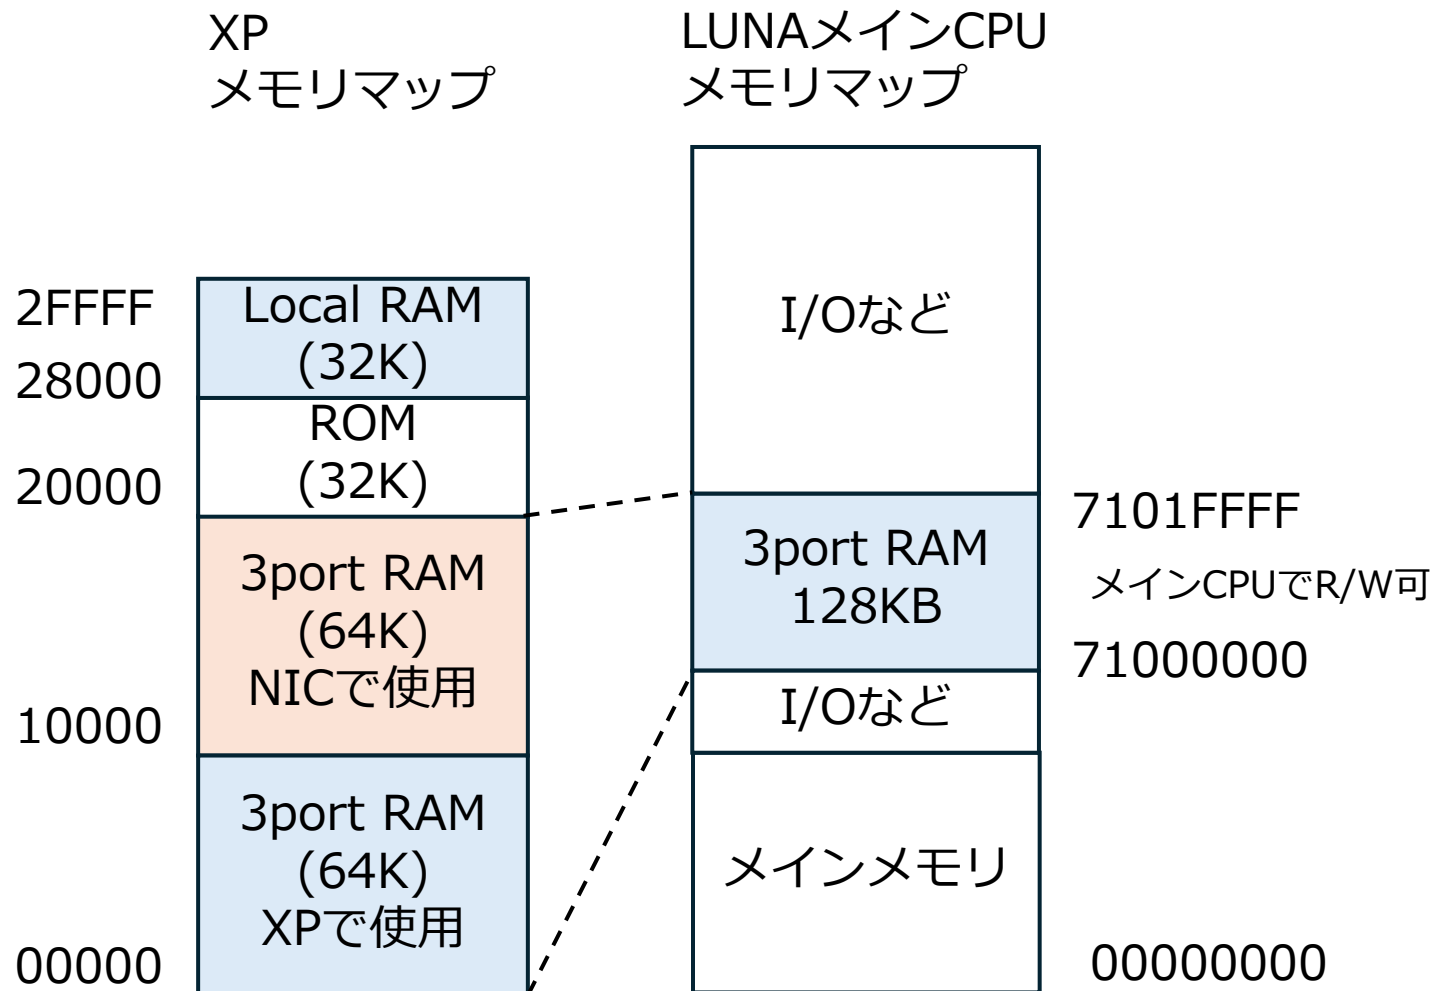 XP
メモリマップ
2FFFF
28000
20000
10000
00000
Local RAM
(32K)
ROM
(32K)
3port RAM
(64K)
NICで使用
3port RAM
(64K)
XPで使用
LUNAメインCPU
メモリマップ
I/Oなど
3port RAM
128KB
I/Oなど
メインメモリ
7101FFFF
メインCPUでR/W可
71000000
00000000